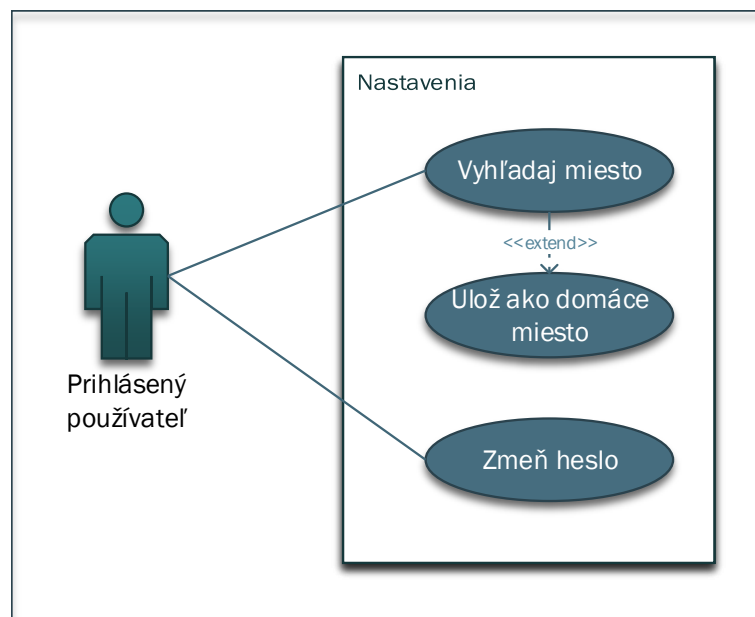 Nastavenia
Vyhľadaj miesto
<<extend>>
Ulož ako domáce
miesto
Prihlásený
používateľ
Zmeň heslo